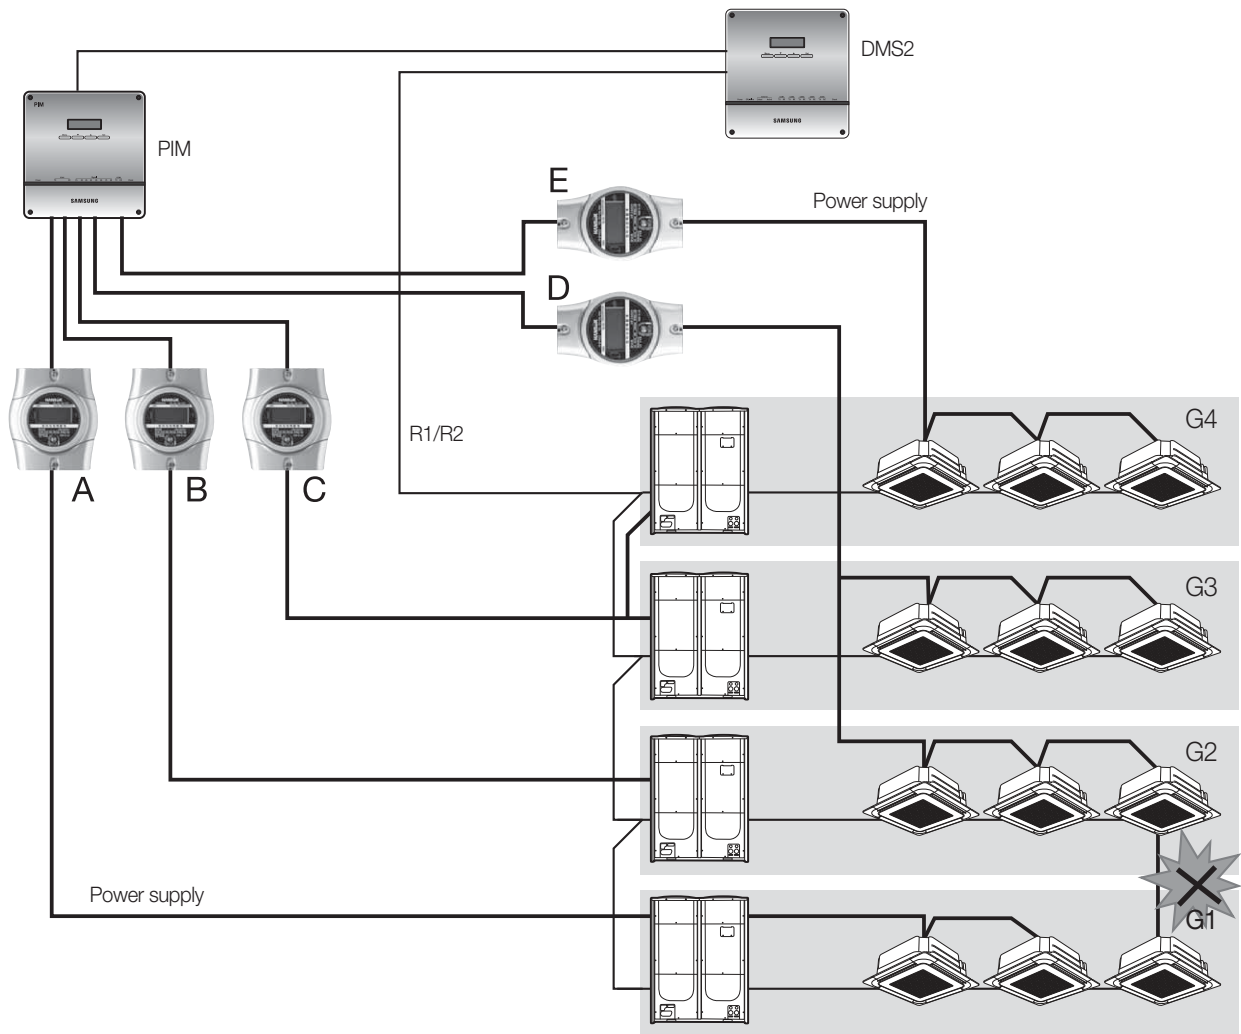 DMS2
SAMSUNG
PIM
PIM
SAMSUNG
E
Power supply
D
A
B
C
R1/R2
G4
G3
G2
Power supply
G1